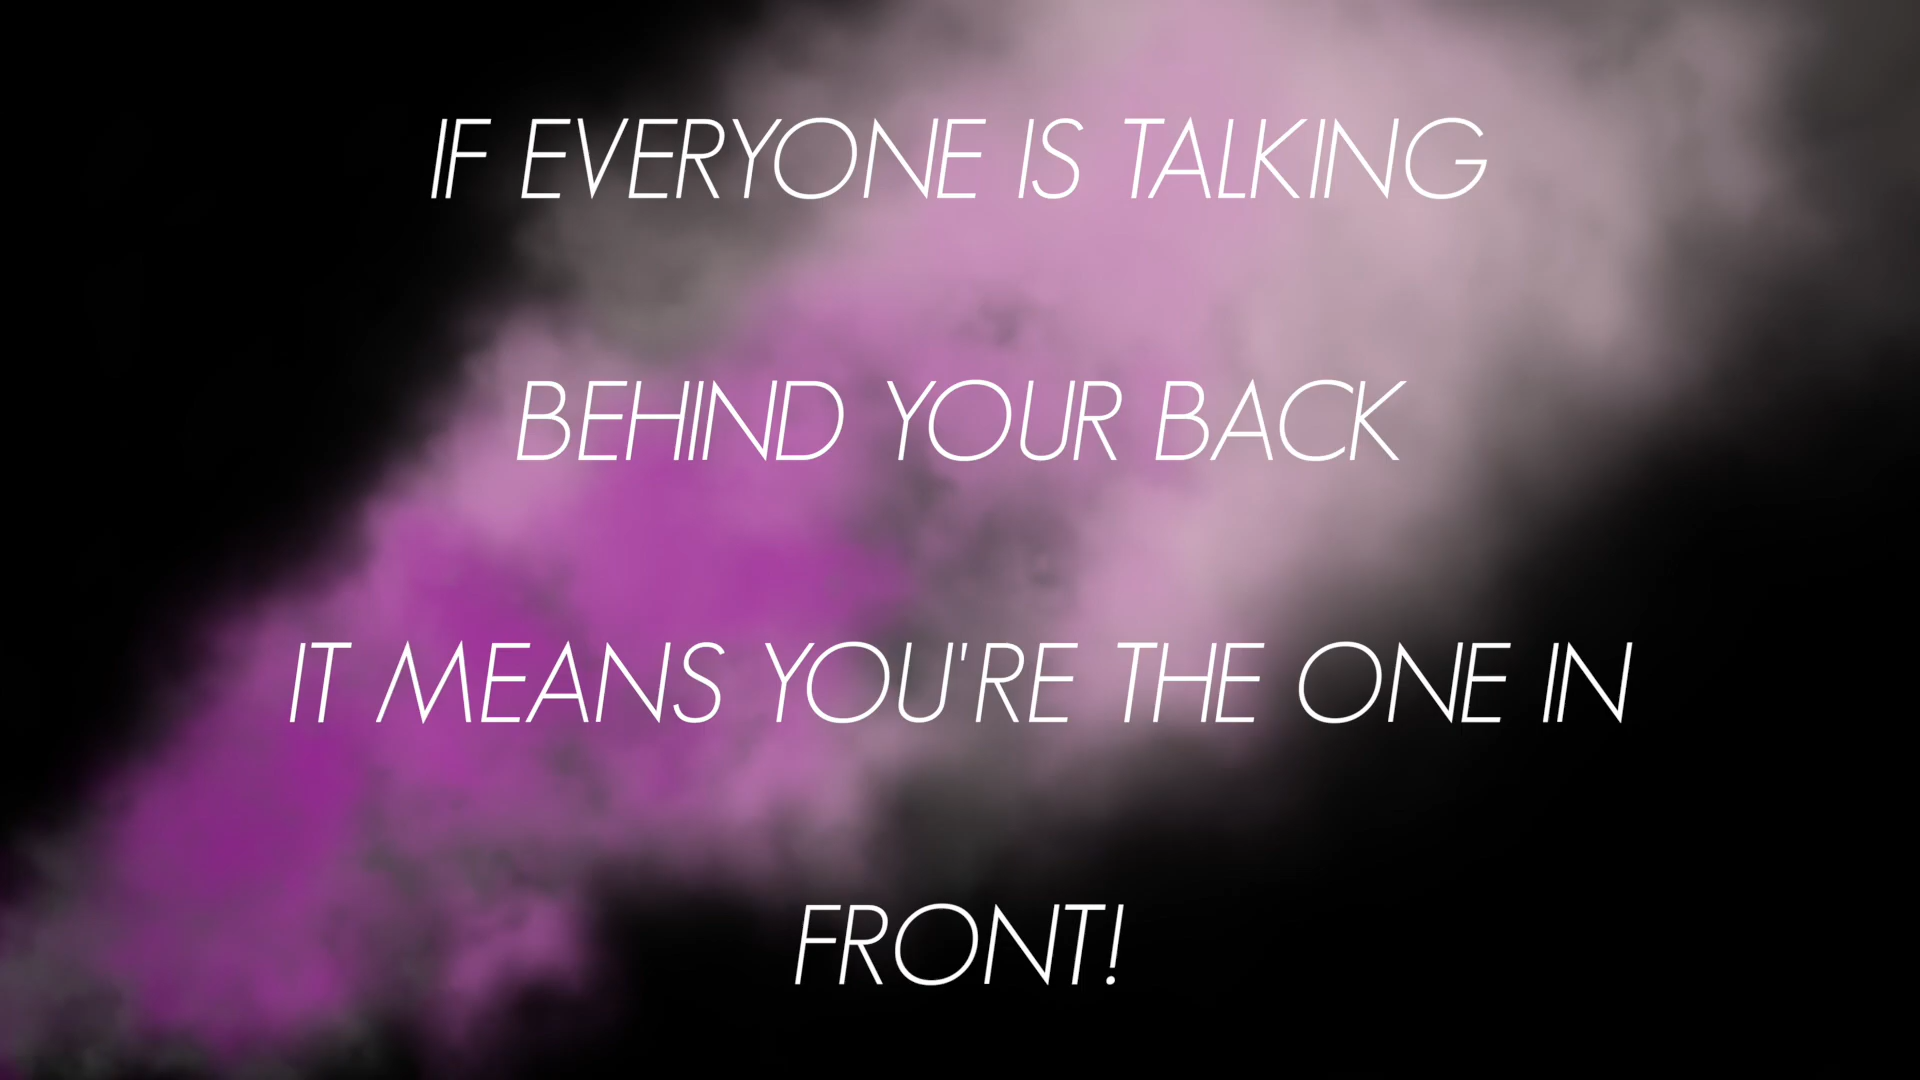 IF EVERYONE IS TALKING
BEHIND YOUR BACK
IT MEANS YOU'RE THE ONE IN
FRONT!